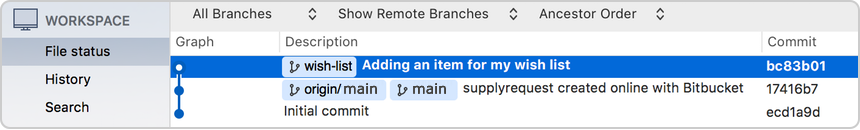 WORKSPACE
File status
History
Search
All Branches Show Remote Branches Ancestor Order
Graph Description Commit
wish-list Adding an item for my wish list bc83b01
origin/main main supplyrequest created online with Bitbucket 17416b7
Initial commit ecd1a9d